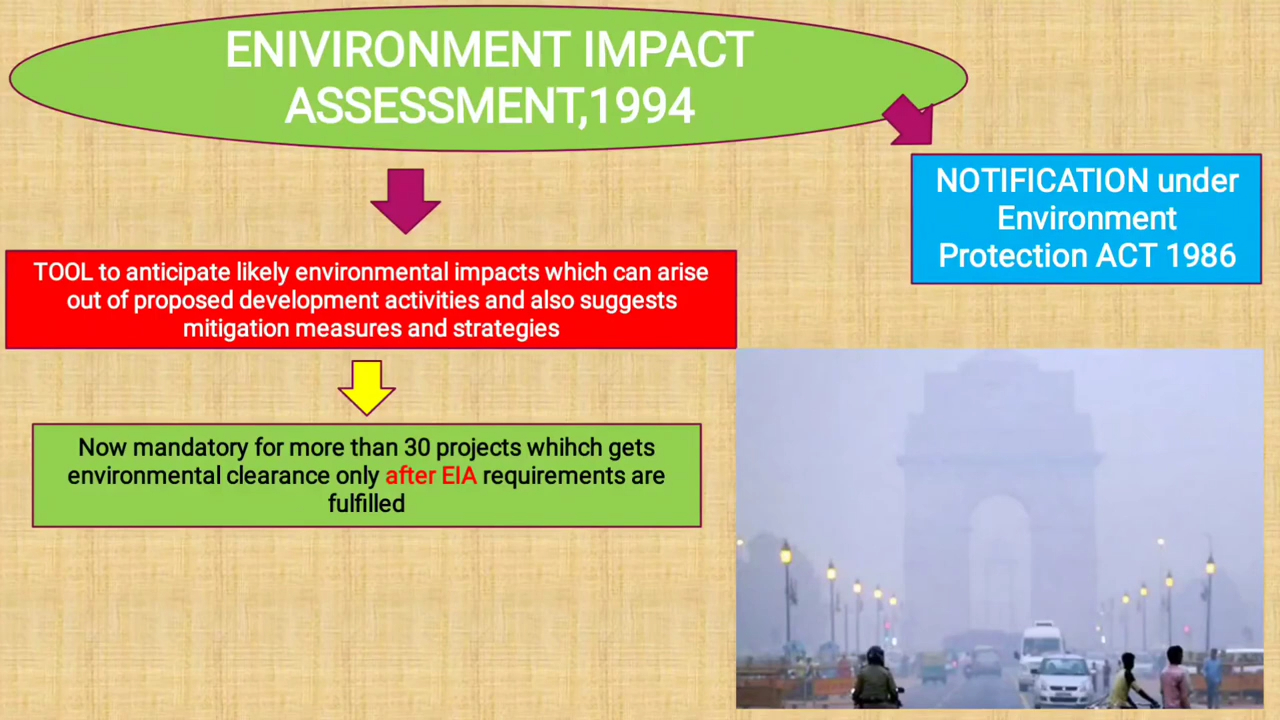 ENIVIRONMENT IMPACT
ASSESSMENT,1994
NOTIFICATION under
Environment
Protection ACT 1986
TOOL to anticipate likely environmental impacts which can arise
out of proposed development activities and also suggests
mitigation measures and strategies
Now mandatory for more than 30 projects whihch gets
environmental clearance only after EIA requirements are
fulfilled